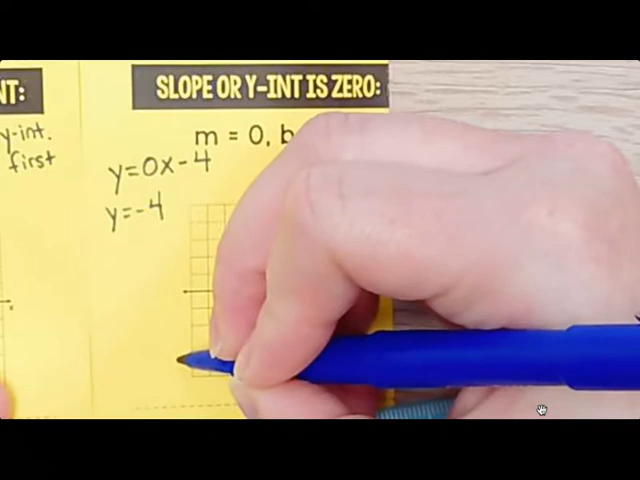 NT:
y-int.
first
SLOPE OR Y-INT IS ZERO:
m = 0, b
y=0x-4
y=-4